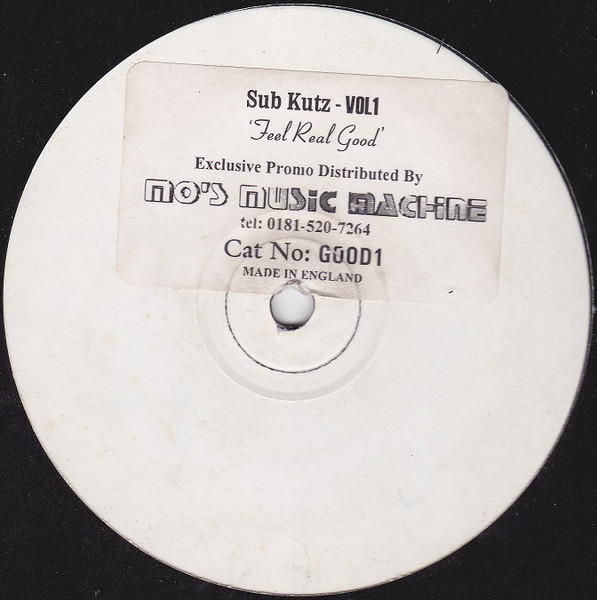 Sub Kutz - VOL1
'Feel Real Good'
Exclusive Promo Distributed By
MO'S MUSIC MACHINE
tel: 0181-520-7264
Cat No: GOOD1
MADE IN ENGLAND